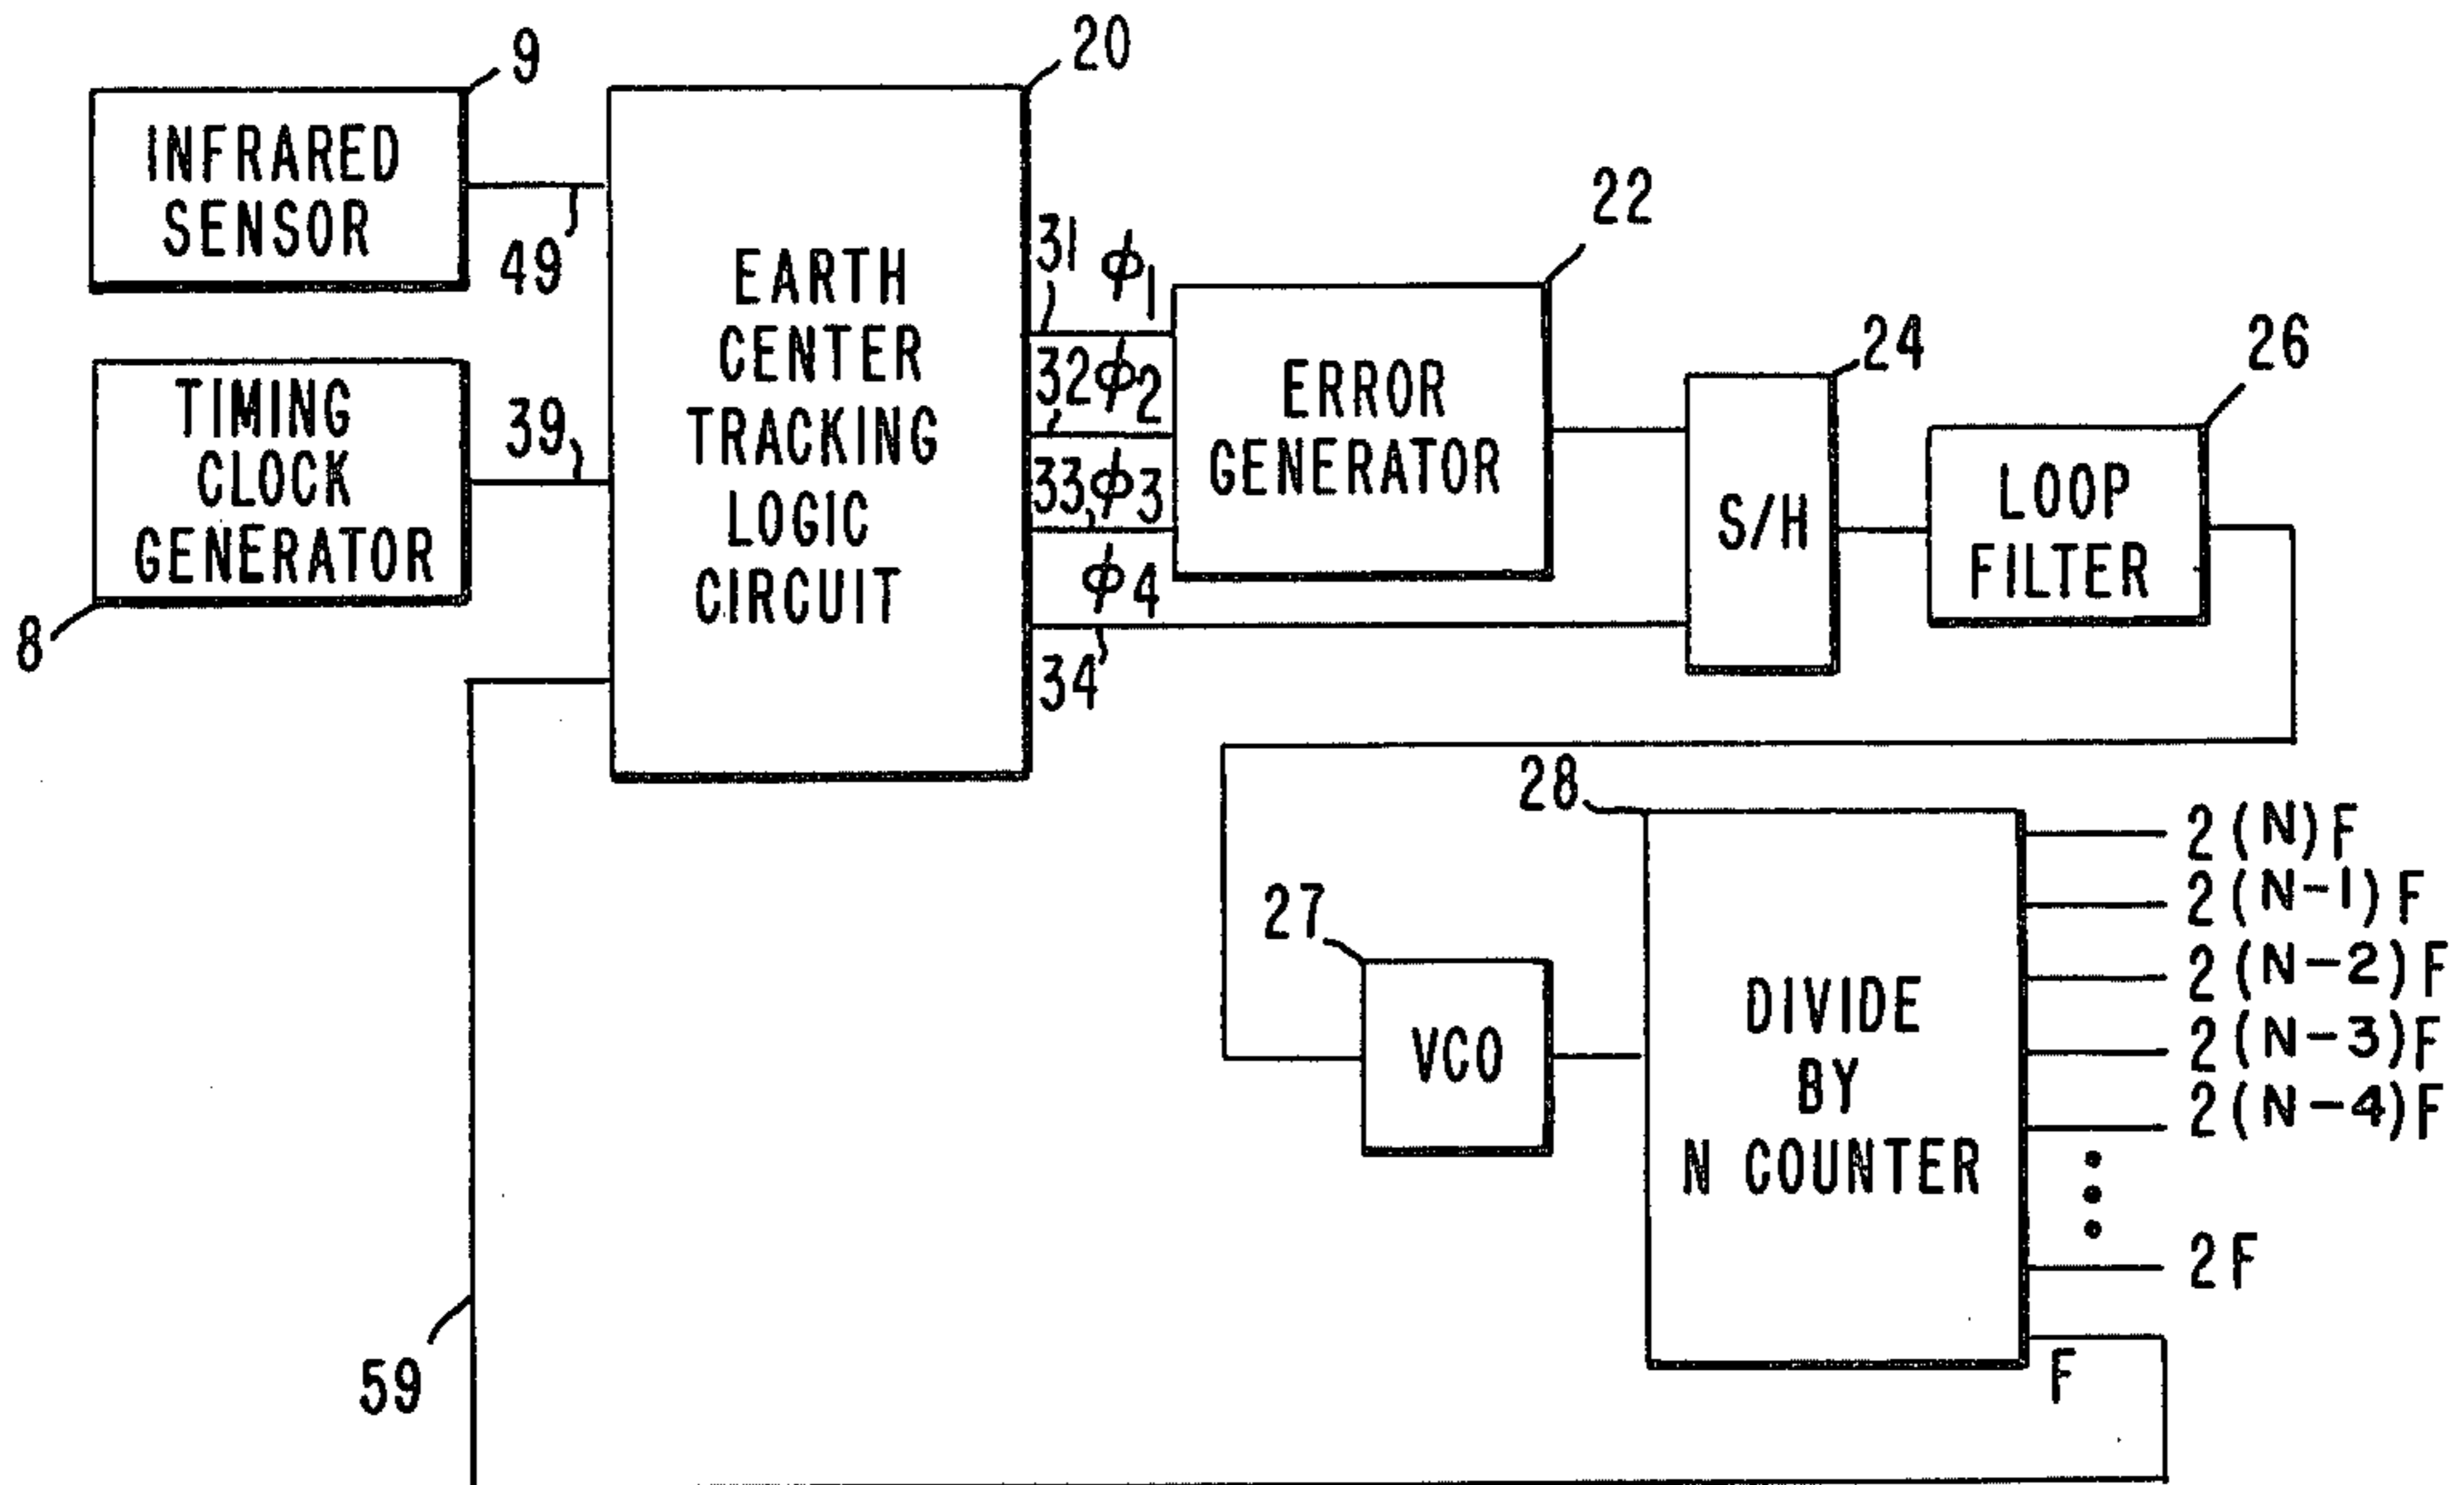 9
INFRARED
SENSOR
49
8
TIMING
CLOCK
GENERATOR
39
20
EARTH
CENTER
TRACKING
LOGIC
CIRCUIT
31 ϕ1
32 ϕ2
33 ϕ3
ϕ4
34
22
ERROR
GENERATOR
24
S/H
26
LOOP
FILTER
27
VCO
28
DIVIDE
BY
N COUNTER
2(N)F
2(N-1)F
2(N-2)F
2(N-3)F
2(N-4)F
2F
F
59